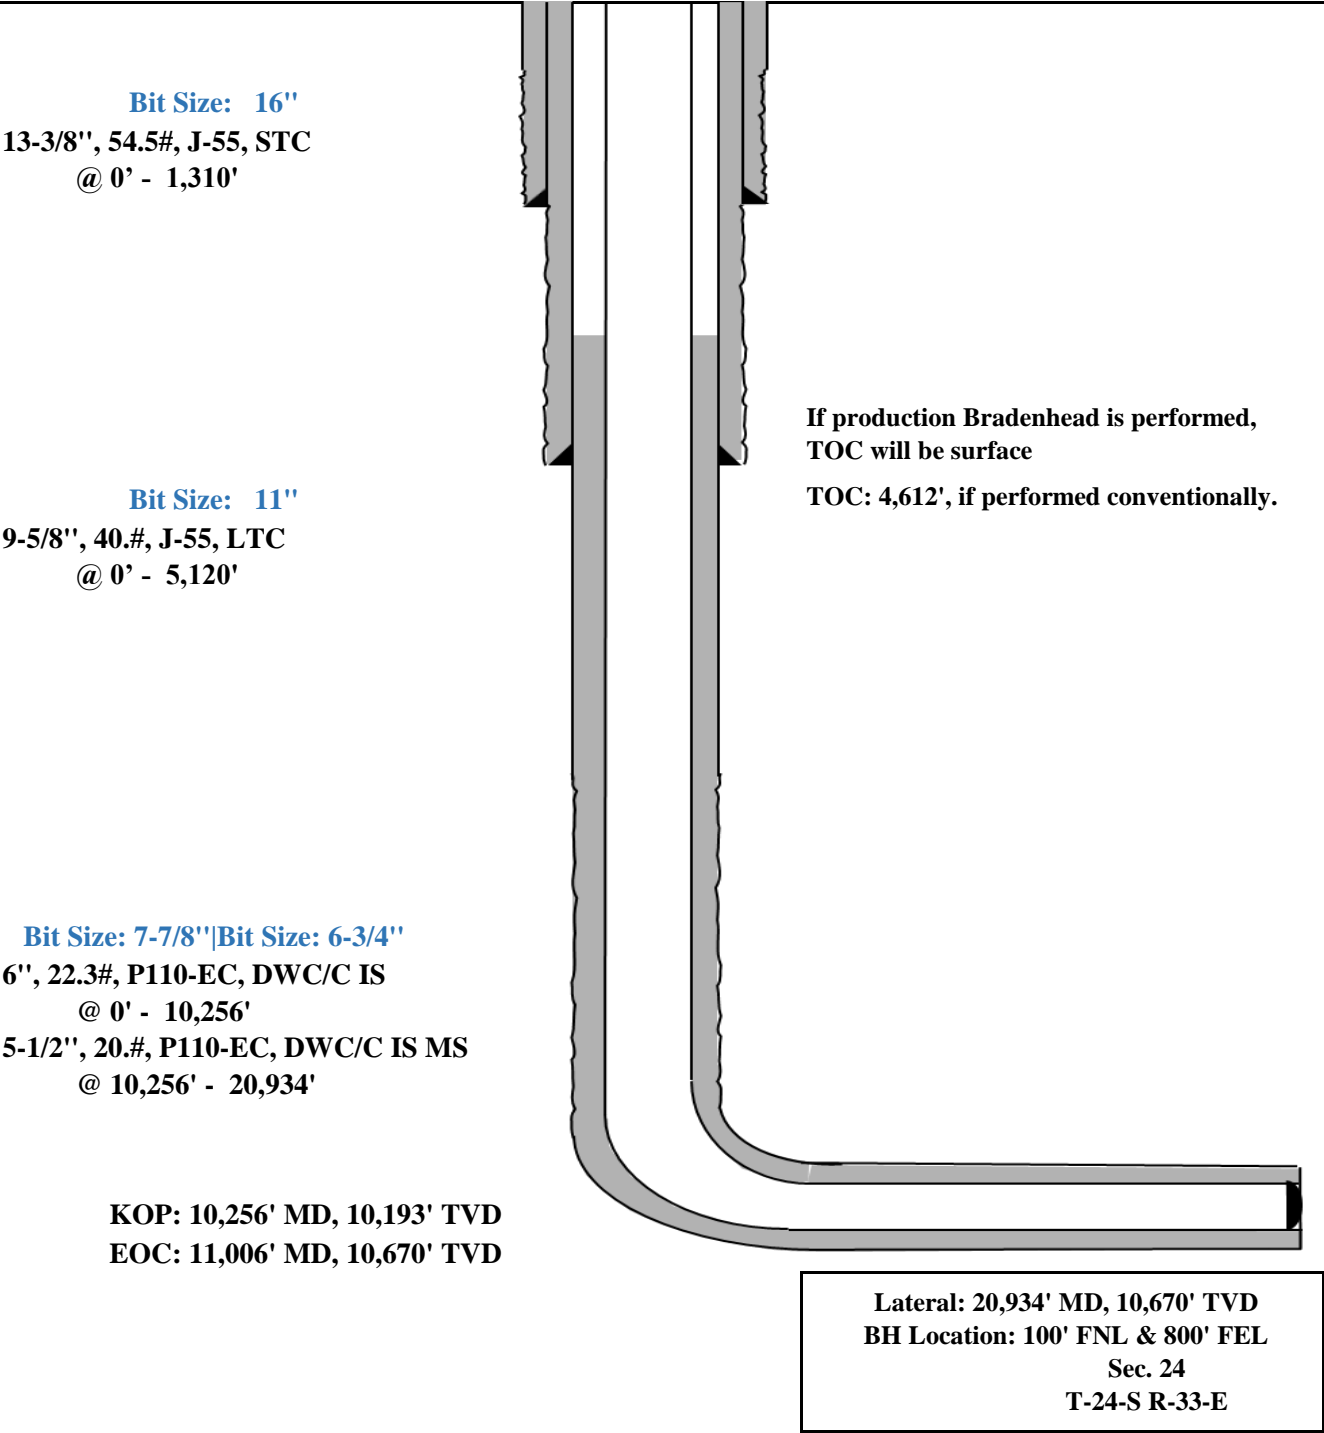 Bit Size:   16"
13-3/8", 54.5#, J-55, STC
@ 0’ -  1,310'
If production Bradenhead is performed,
TOC will be surface
TOC: 4,612', if performed conventionally.
Bit Size:   11"
9-5/8", 40.#, J-55, LTC
@ 0’ -  5,120'
Bit Size: 7-7/8"|Bit Size: 6-3/4"
6", 22.3#, P110-EC, DWC/C IS
@ 0' -  10,256'
5-1/2", 20.#, P110-EC, DWC/C IS MS
@ 10,256' -  20,934'
KOP: 10,256' MD, 10,193' TVD
EOC: 11,006' MD, 10,670' TVD
Lateral: 20,934' MD, 10,670' TVD
BH Location: 100' FNL & 800' FEL
Sec. 24
T-24-S R-33-E